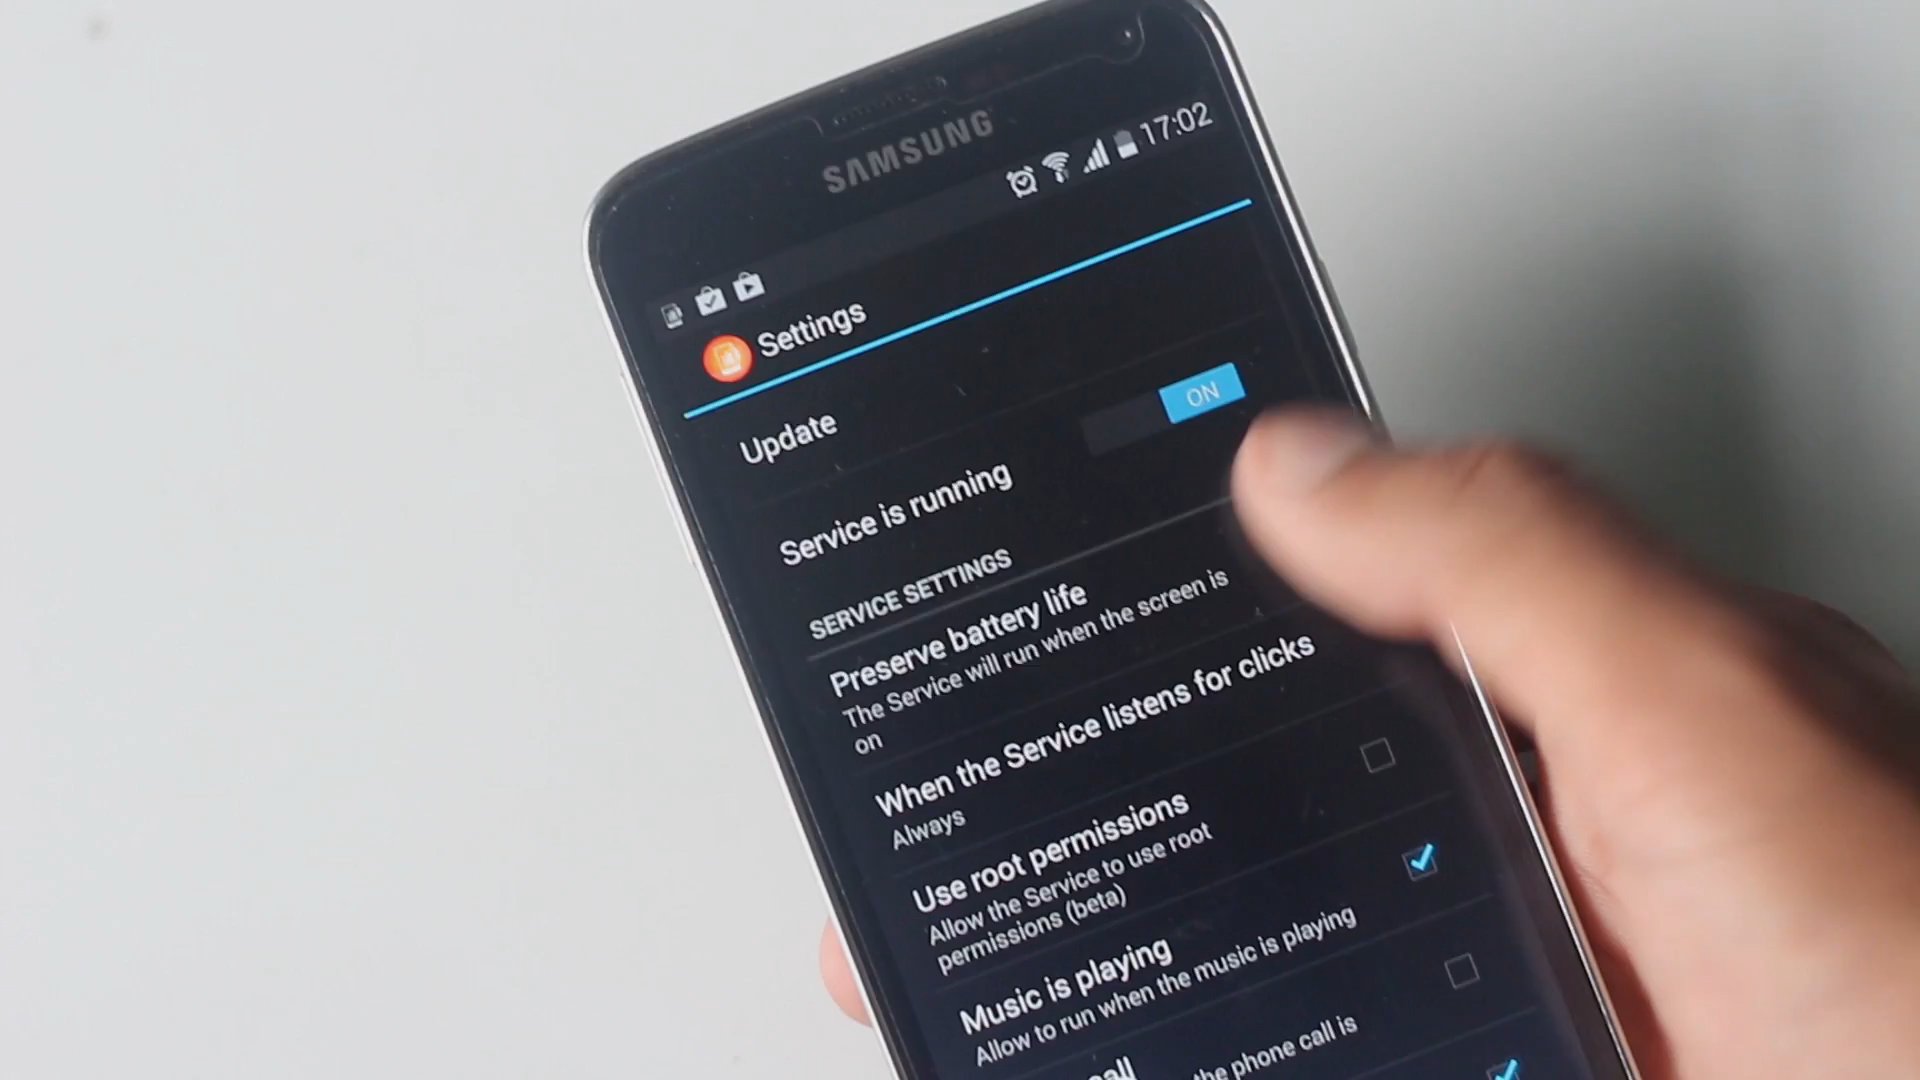 SAMSUNG
17:02
Settings
Update
ON
Service is running
SERVICE SETTINGS
Preserve battery life
The Service will run when the screen is
on
When the Service listens for clicks
Always
Use root permissions
Allow the Service to use root
permissions (beta)
Music is playing
Allow to run when the music is playing
call
the phone call is